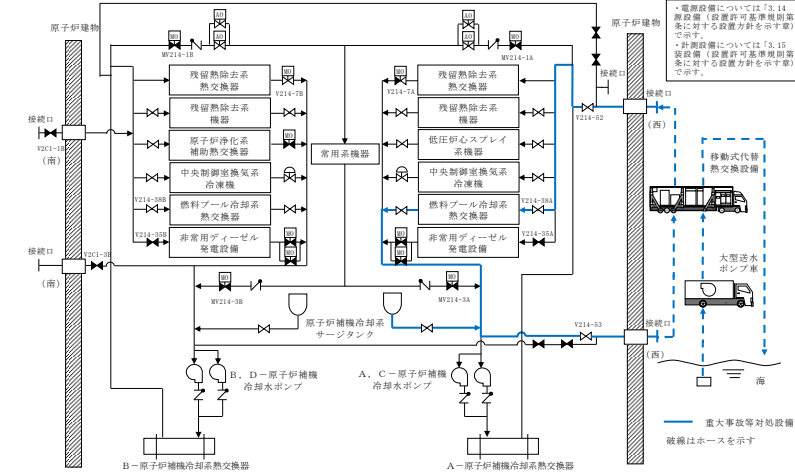 原子炉建物
MV214-1B
AO
AO
MV214-1A
原子炉建物
・電源設備については「3.14
源設備（設置許可基準規則第
条に対する設置方針を示す章）
で示す。
・計測設備については「3.15
装設備（設置許可基準規則第
条に対する設置方針を示す章）
で示す。
残留熱除去系
熱交換器
V214-7B
残留熱除去系
機器
原子炉浄化系
補助熱交換器
中央制御室換気系
冷凍機
燃料プール冷却系
熱交換器
非常用ディーゼル
発電設備
V214-38B
V214-35B
常用系機器
残留熱除去系
熱交換器
V214-7A
残留熱除去系
機器
低圧炉心スプレイ
系機器
中央制御室換気系
冷凍機
燃料プール冷却系
熱交換器
V214-38A
非常用ディーゼル
発電設備
V214-35A
MO
MO
MO
MO
MO
MO
MO
MO
MO
MO
MO
接続口
V2C1-1B
(南)
接続口
V2C1-3B
(南)
接続口
接続口
(西)
V214-52
移動式代替
熱交換設備
大型送水
ポンプ車
MV214-3B
MV214-3A
原子炉補機冷却系
サージタンク
V214-53
接続口
(西)
海
B，D－原子炉補機
冷却水ポンプ
A，C－原子炉補機
冷却水ポンプ
重大事故等対処設備
破線はホースを示す
B－原子炉補機冷却系熱交換器
A－原子炉補機冷却系熱交換器